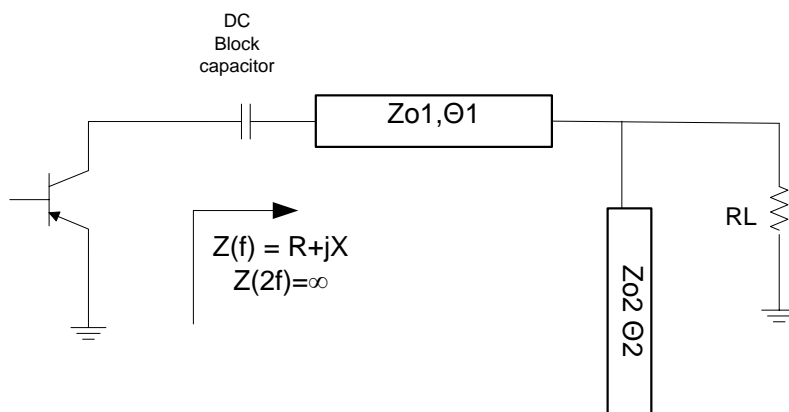 DC
Block
capacitor
Zo1,Θ1
Z(f) = R+jX
Z(2f)=∞
RL
Zo2 Θ2